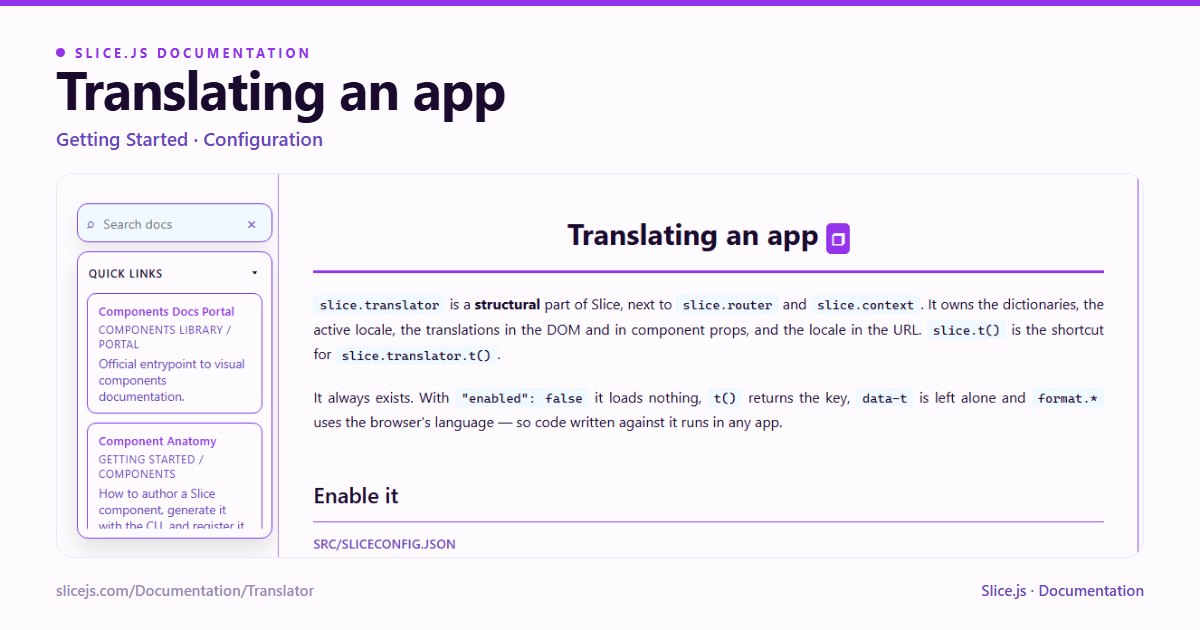 SLICE.JS DOCUMENTATION
Translating an app
Getting Started · Configuration
Search docs
QUICK LINKS
Components Docs Portal
COMPONENTS LIBRARY /
PORTAL
Official entrypoint to visual
components
documentation.
Component Anatomy
GETTING STARTED /
COMPONENTS
How to author a Slice
component, generate it
with the CLI, and register it
Translating an app
slice.translator is a structural part of Slice, next to slice.router and slice.context. It owns the dictionaries, the
active locale, the translations in the DOM and in component props, and the locale in the URL. slice.t() is the shortcut
for slice.translator.t().
It always exists. With "enabled": false it loads nothing, t() returns the key, data-t is left alone and format.*
uses the browser's language — so code written against it runs in any app.
Enable it
SRC/SLICECONFIG.JSON
slicejs.com/Documentation/Translator
Slice.js · Documentation